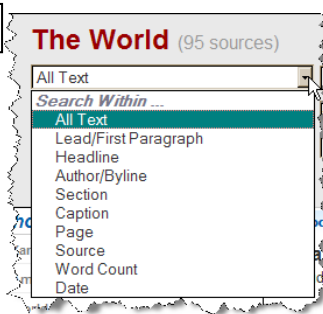 The World (95 sources)
All Text
Search Within ...
All Text
Lead/First Paragraph
Headline
Author/Byline
Section
Caption
Page
Source
Word Count
Date